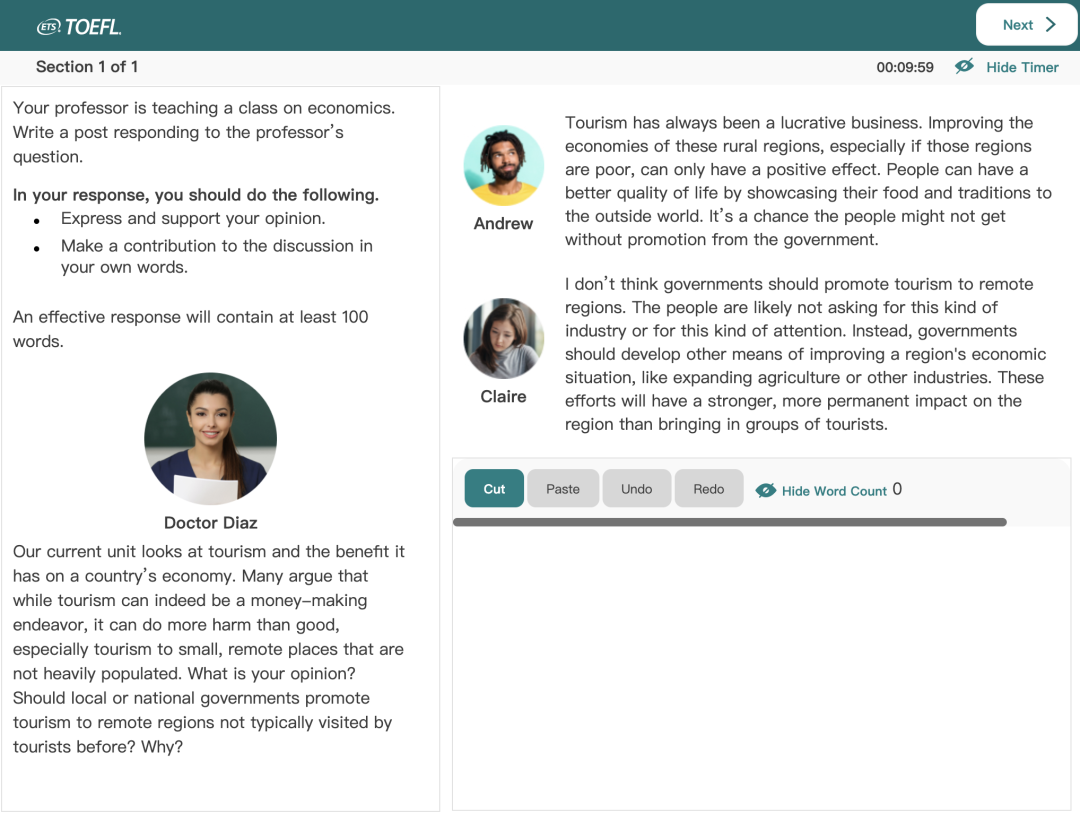 ETS TOEFL.
Next
Section 1 of 1
00:09:59
Hide Timer
Your professor is teaching a class on economics.
Write a post responding to the professor's
question.
In your response, you should do the following.
• Express and support your opinion.
• Make a contribution to the discussion in
your own words.
An effective response will contain at least 100
words.
Doctor Diaz
Our current unit looks at tourism and the benefit it
has on a country's economy. Many argue that
while tourism can indeed be a money-making
endeavor, it can do more harm than good,
especially tourism to small, remote places that are
not heavily populated. What is your opinion?
Should local or national governments promote
tourism to remote regions not typically visited by
tourists before? Why?
Tourism has always been a lucrative business. Improving the
economies of these rural regions, especially if those regions
are poor, can only have a positive effect. People can have a
better quality of life by showcasing their food and traditions to
the outside world. It's a chance the people might not get
without promotion from the government.
Andrew
I don't think governments should promote tourism to remote
regions. The people are likely not asking for this kind of
industry or for this kind of attention. Instead, governments
should develop other means of improving a region's economic
situation, like expanding agriculture or other industries. These
efforts will have a stronger, more permanent impact on the
region than bringing in groups of tourists.
Claire
Cut
Paste
Undo
Redo
Hide Word Count 0